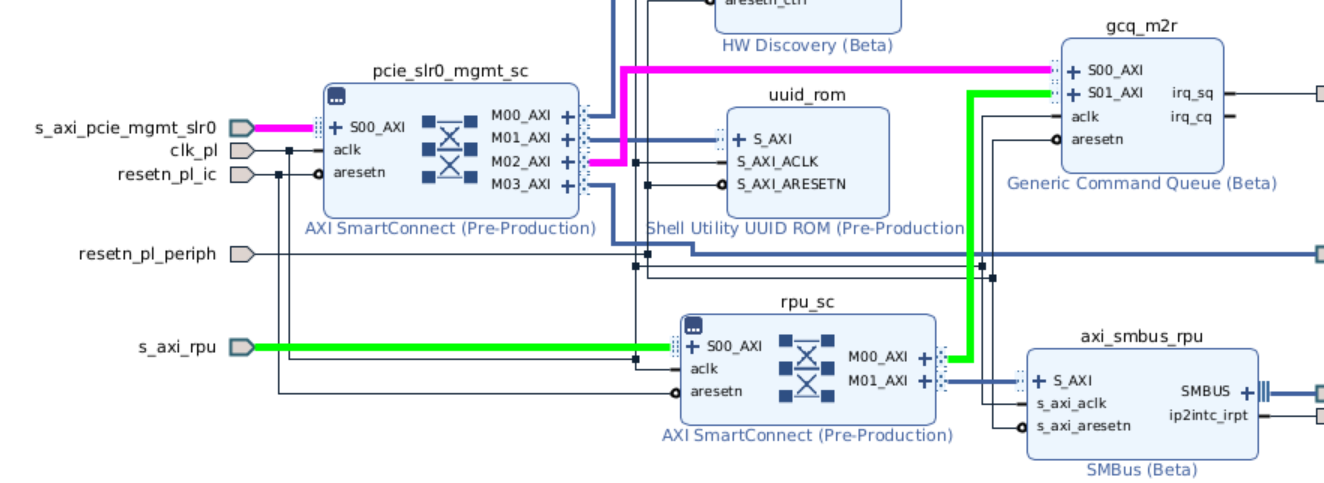 aresetn_ctrl
HW Discovery (Beta)
gcq_m2r
S00_AXI
S01_AXI
aclk
aresetn
irq_sq
irq_cq
Generic Command Queue (Beta)
pcie_slr0_mgmt_sc
S00_AXI
aclk
aresetn
M00_AXI
M01_AXI
M02_AXI
M03_AXI
AXI SmartConnect (Pre-Production)
uuid_rom
S_AXI
S_AXI_ACLK
S_AXI_ARESETN
Shell Utility UUID ROM (Pre-Production
s_axi_pcie_mgmt_slr0
clk_pl
resetn_pl_ic
resetn_pl_periph
s_axi_rpu
rpu_sc
S00_AXI
aclk
aresetn
M00_AXI
M01_AXI
AXI SmartConnect (Pre-Production)
axi_smbus_rpu
S_AXI
s_axi_aclk
s_axi_aresetn
SMBUS
ip2intc_irpt
SMBus (Beta)